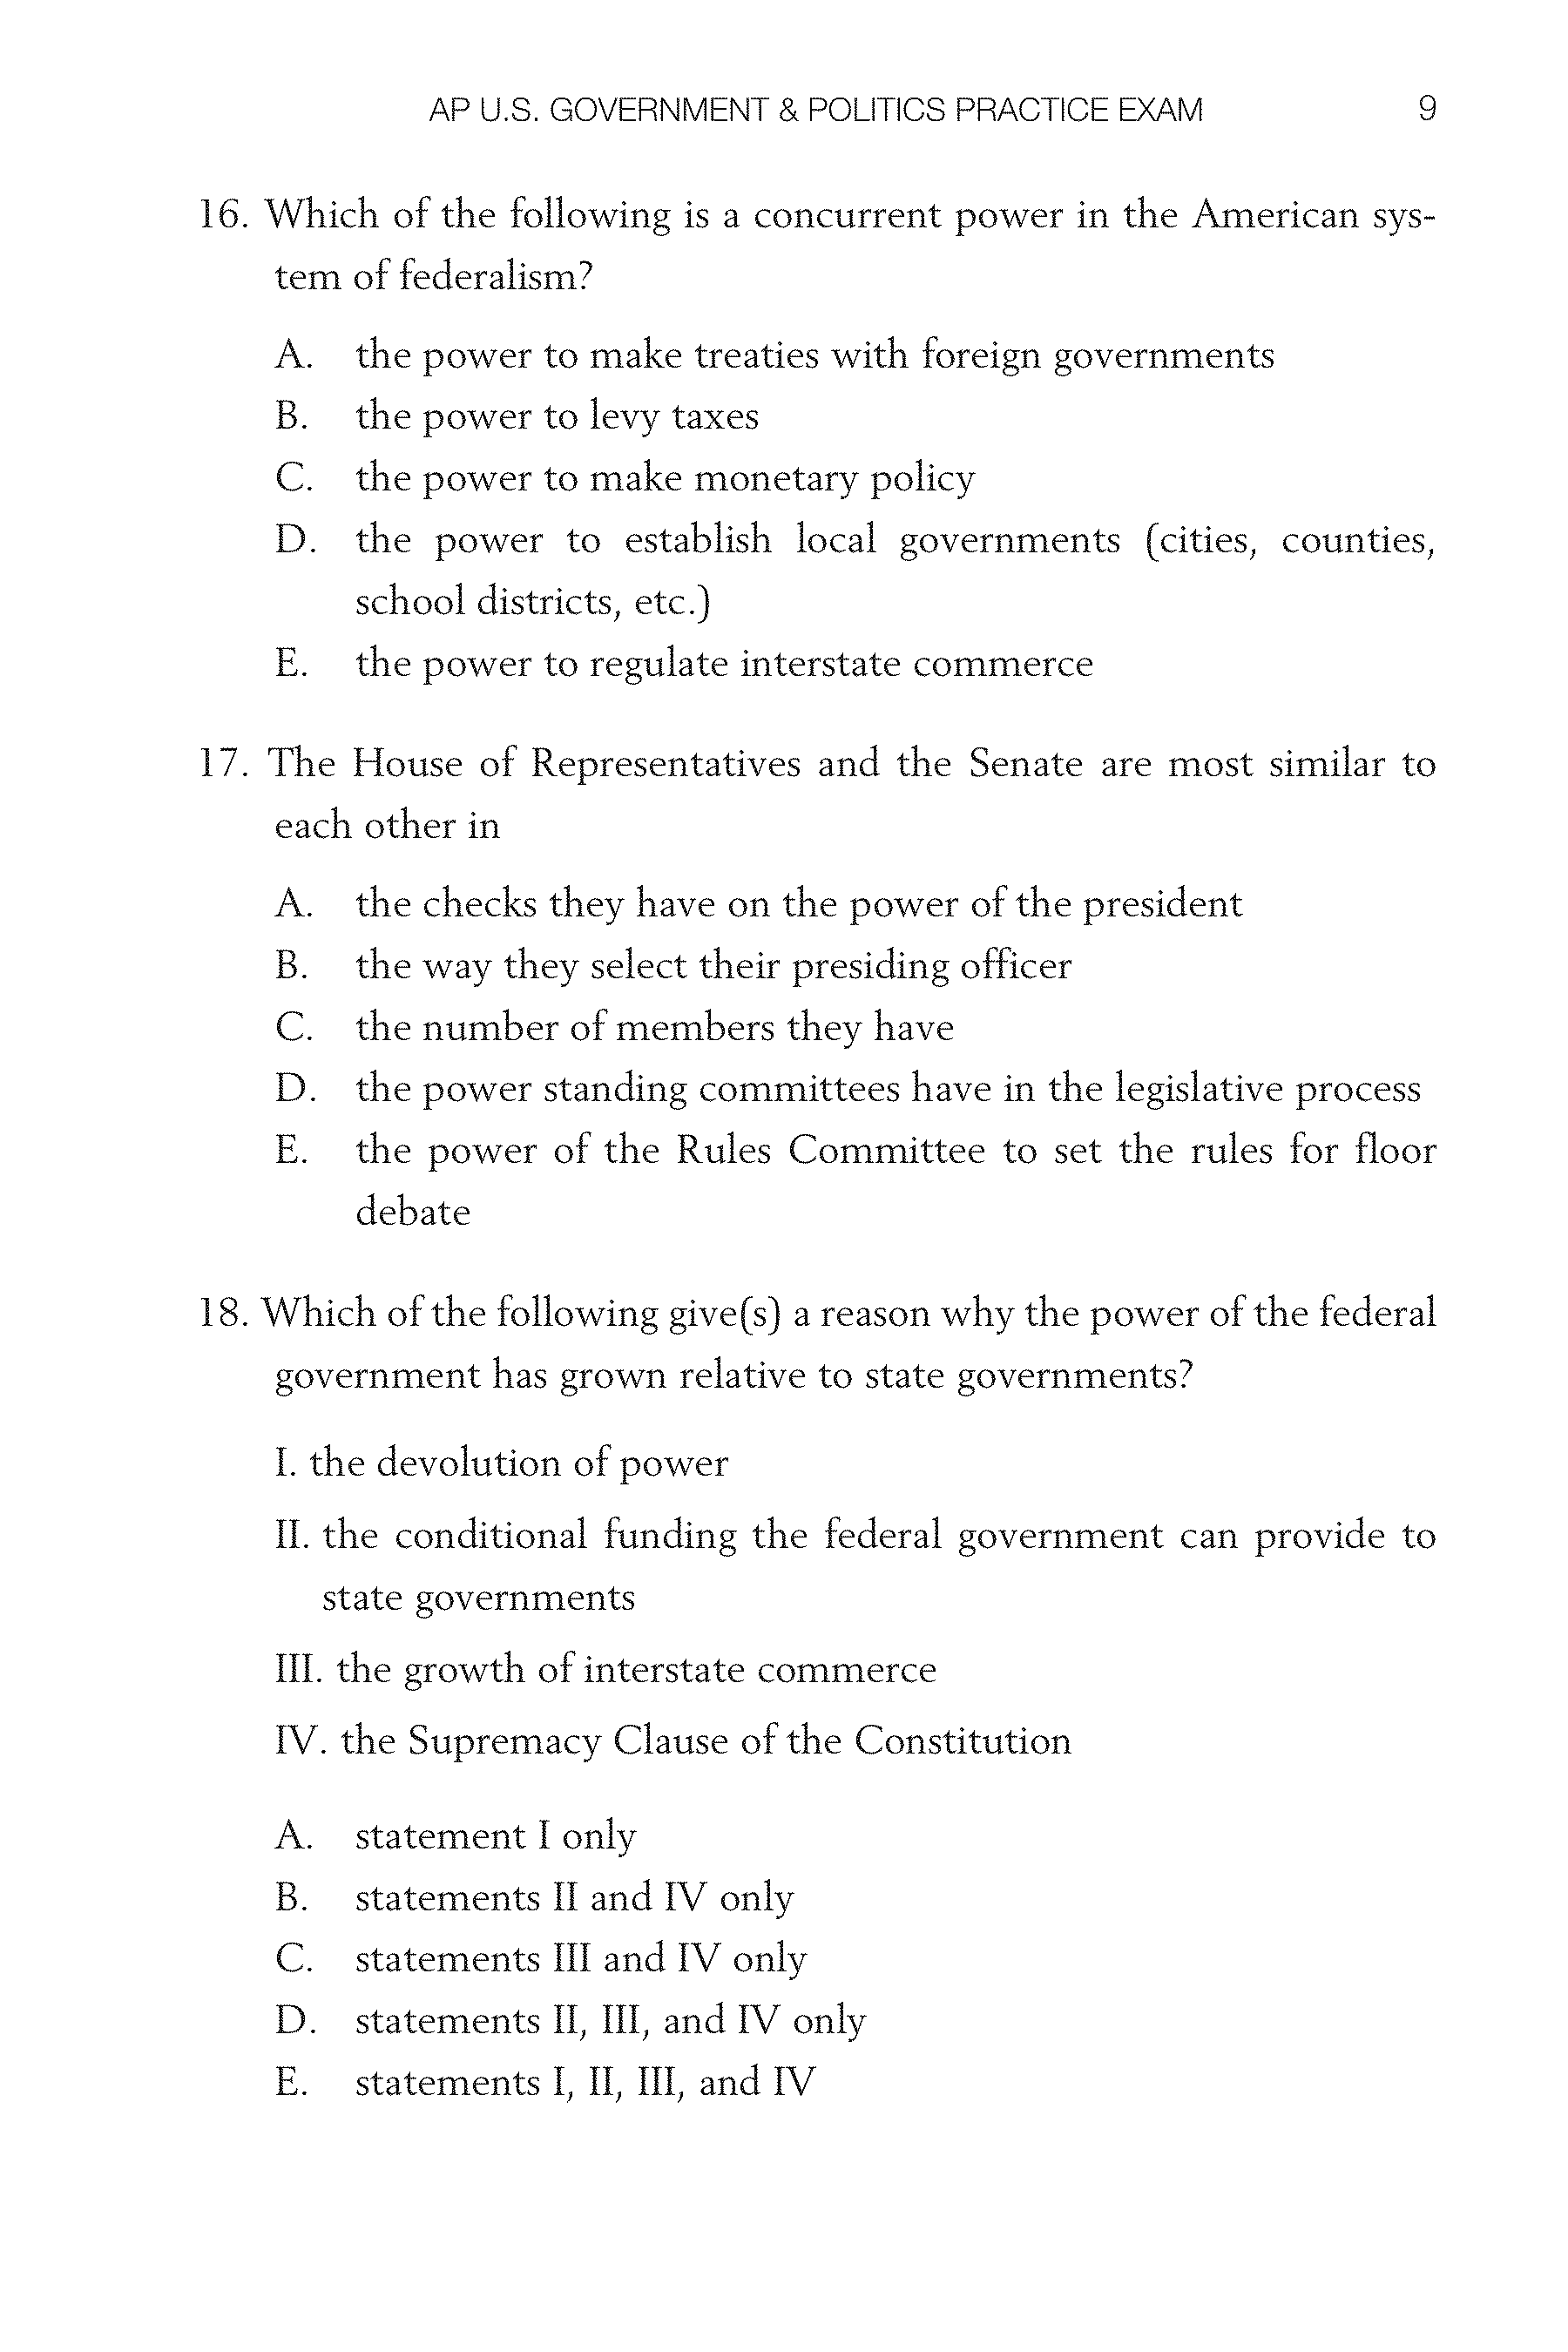 AP U.S. GOVERNMENT & POLITICS PRACTICE EXAM 9
16. Which of the following is a concurrent power in the American sys-
tem of federalism?
A. the power to make treaties with foreign governments
B. the power to levy taxes
C. the power to make monetary policy
D. the power to establish local governments (cities, counties,
school districts, etc.)
E. the power to regulate interstate commerce
17. The House of Representatives and the Senate are most similar to
each other in
A. the checks they have on the power of the president
B. the way they select their presiding officer
C. the number of members they have
D. the power standing committees have in the legislative process
E. the power of the Rules Committee to set the rules for floor
debate
18. Which of the following give(s) a reason why the power of the federal
government has grown relative to state governments?
I. the devolution of power
II. the conditional funding the federal government can provide to
state governments
III. the growth of interstate commerce
IV. the Supremacy Clause of the Constitution
A. statement I only
B. statements II and IV only
C. statements III and IV only
D. statements II, III, and IV only
E. statements I, II, III, and IV